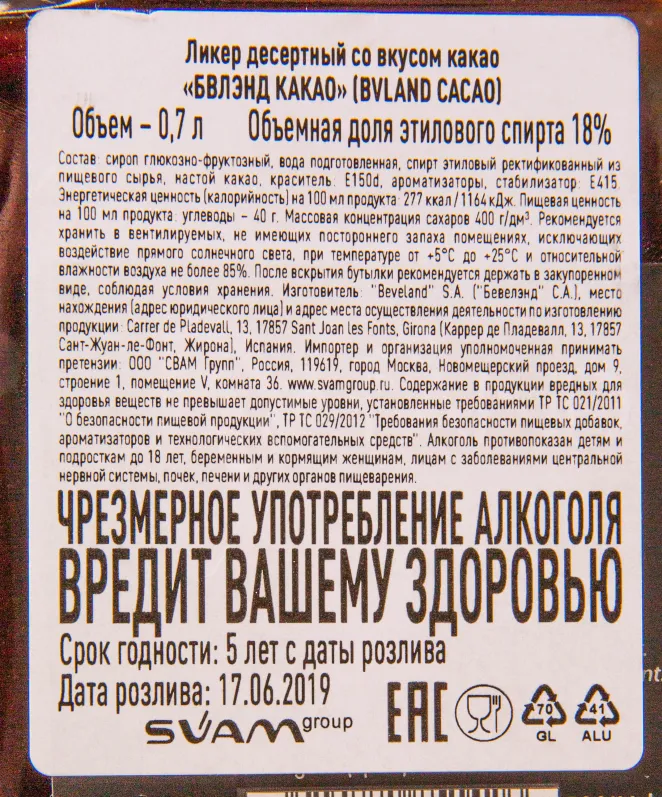 Ликер десертный со вкусом какао
«БВЛЭНД КАКАО» (BVLAND CACAO)
Объем – 0,7 л Объемная доля этилового спирта 18%
Состав: сироп глюкозно-фруктозный, вода подготовленная, спирт этиловый ректификованный из
пищевого сырья, настой какао, краситель: E150d, ароматизаторы, стабилизатор: E415.
Энергетическая ценность (калорийность) на 100 мл продукта: 277 ккал / 1164 кДж. Пищевая ценность
на 100 мл продукта: углеводы – 40 г. Массовая концентрация сахаров 400 г/дм³. Рекомендуется
хранить в вентилируемых, не имеющих постороннего запаха помещениях, исключающих
воздействие прямого солнечного света, при температуре от +5°С до +25°С и относительной
влажности воздуха не более 85%. После вскрытия бутылки рекомендуется держать в закупоренном
виде, соблюдая условия хранения. Изготовитель: "Beveland" S.A. ("Бевелэнд" С.А.), место
нахождения (адрес юридического лица) и адрес места осуществления деятельности по изготовлению
продукции: Carrer de Pladevall, 13, 17857 Sant Joan les Fonts, Girona (Каррер де Пладевалл, 13, 17857
Сант-Жуан-ле-Фонт, Жирона), Испания. Импортер и организация уполномоченная принимать
претензии: ООО "СВАМ Групп", Россия, 119619, город Москва, Новомещерский проезд, дом 9,
строение 1, помещение V, комната 36. www.svamgroup.ru. Содержание в продукции вредных для
здоровья веществ не превышает допустимые уровни, установленные требованиями ТР ТС 021/2011
"О безопасности пищевой продукции", ТР ТС 029/2012 "Требования безопасности пищевых добавок,
ароматизаторов и технологических вспомогательных средств". Алкоголь противопоказан детям и
подросткам до 18 лет, беременным и кормящим женщинам, лицам с заболеваниями центральной
нервной системы, почек, печени и других органов пищеварения.
ЧРЕЗМЕРНОЕ УПОТРЕБЛЕНИЕ АЛКОГОЛЯ
ВРЕДИТ ВАШЕМУ ЗДОРОВЬЮ
Срок годности: 5 лет с даты розлива
Дата розлива: 17.06.2019
SVAM group
EAC
70 41
GL ALU